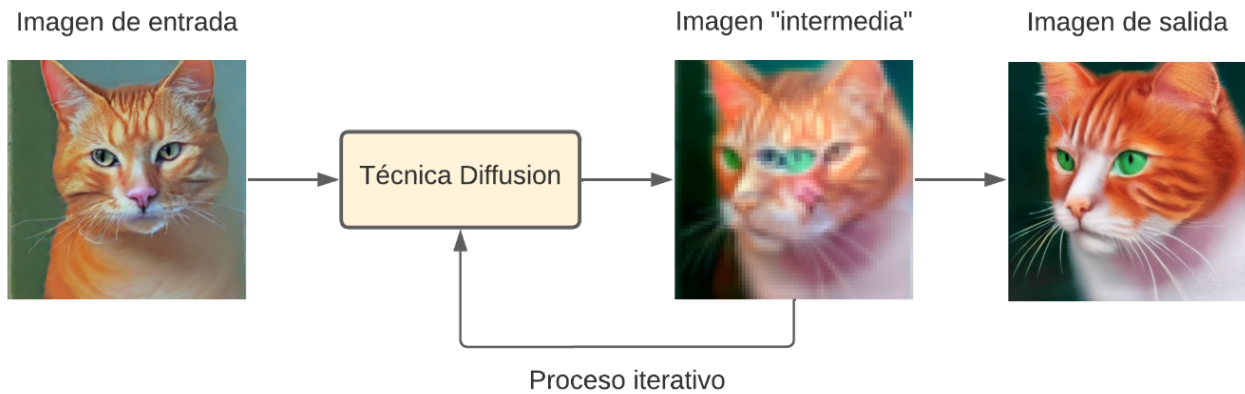 Imagen de entrada
Imagen "intermedia"
Imagen de salida
Técnica Diffusion
Proceso iterativo